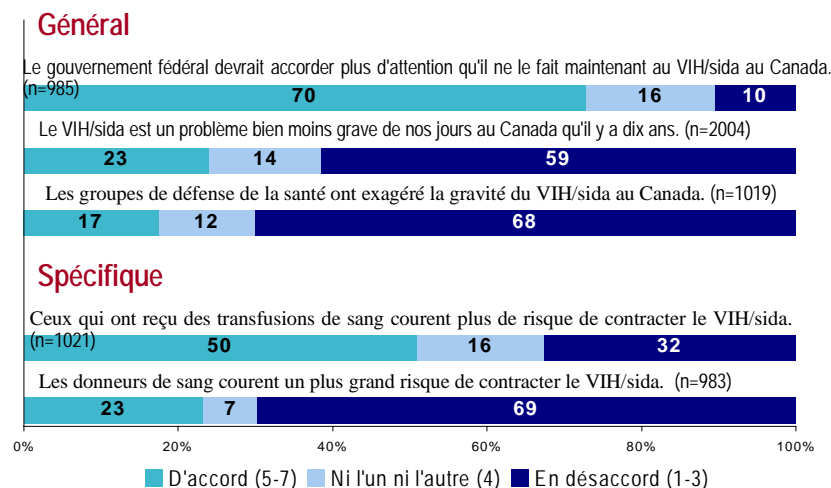 Général
Le gouvernement fédéral devrait accorder plus d'attention qu'il ne le fait maintenant au VIH/sida au Canada.
(n=985)
70 16 10
Le VIH/sida est un problème bien moins grave de nos jours au Canada qu'il y a dix ans. (n=2004)
23 14 59
Les groupes de défense de la santé ont exagéré la gravité du VIH/sida au Canada. (n=1019)
17 12 68
Spécifique
Ceux qui ont reçu des transfusions de sang courent plus de risque de contracter le VIH/sida.
(n=1021)
50 16 32
Les donneurs de sang courent un plus grand risque de contracter le VIH/sida. (n=983)
23 7 69
0% 20% 40% 60% 80% 100%
D'accord (5-7) Ni l'un ni l'autre (4) En désaccord (1-3)